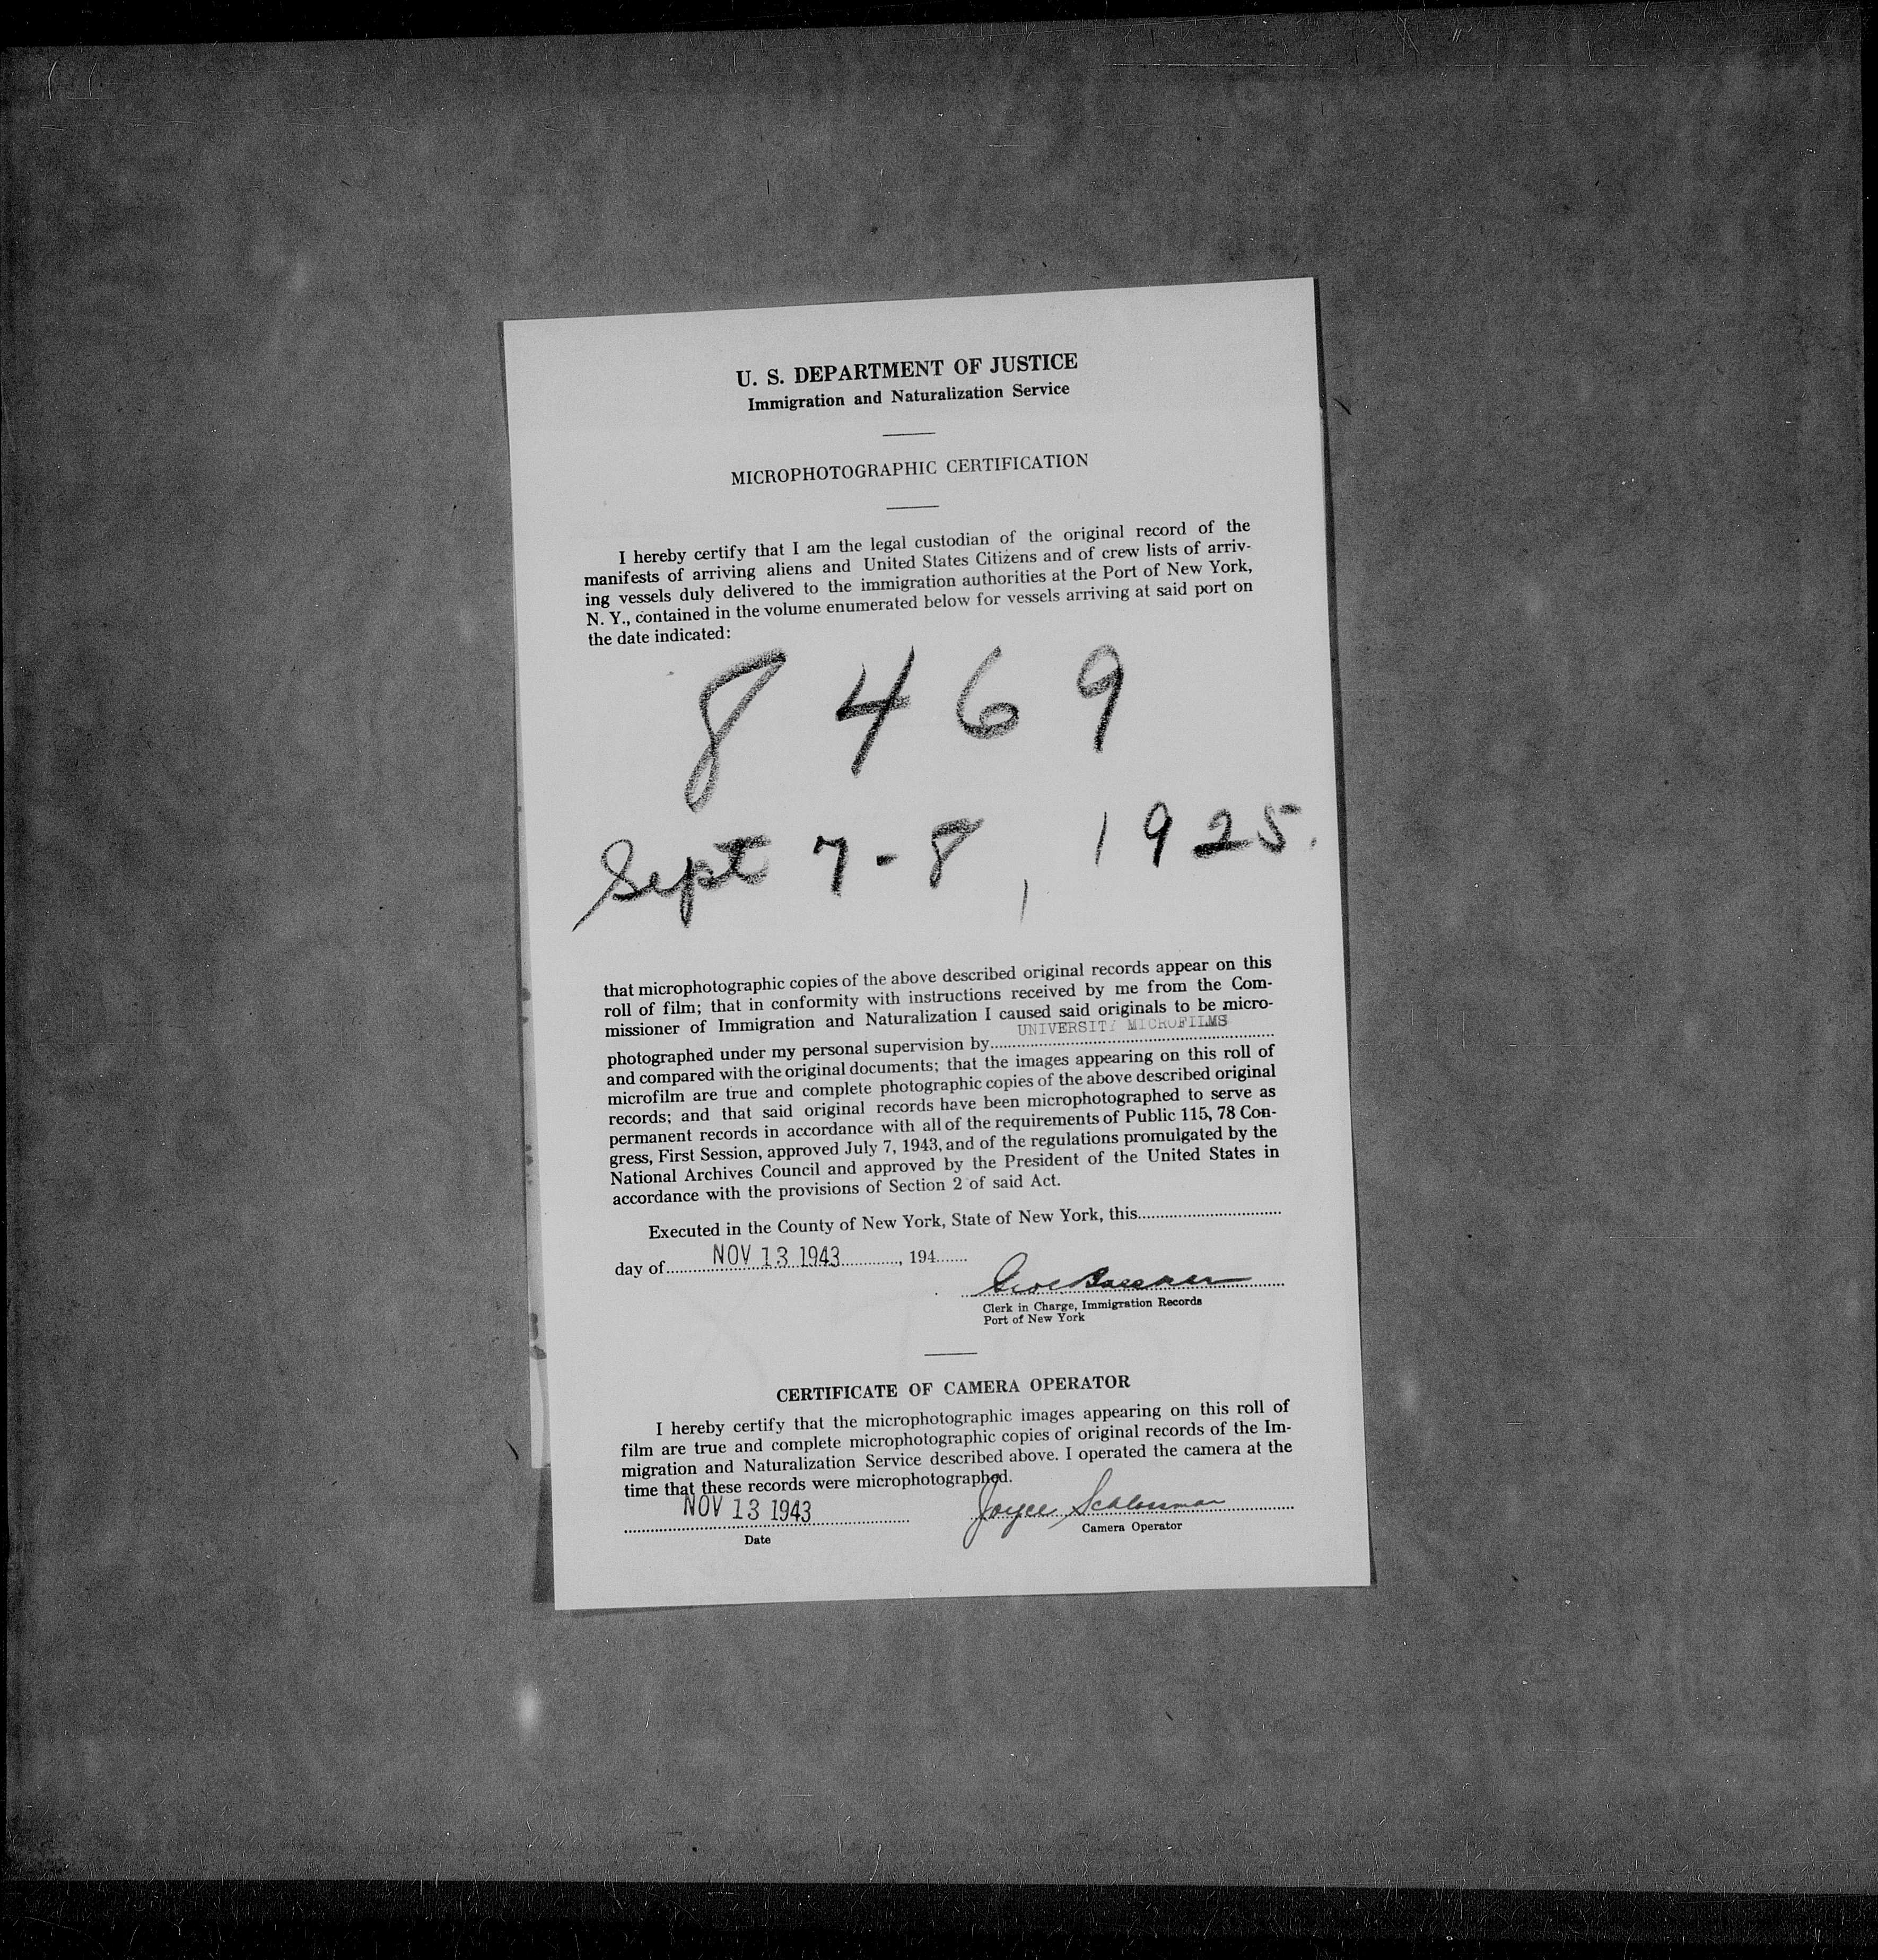 U. S. DEPARTMENT OF JUSTICE
Immigration and Naturalization Service
MICROPHOTOGRAPHIC CERTIFICATION
I hereby certify that I am the legal custodian of the original record of the
manifests of arriving aliens and United States Citizens and of crew lists of arriv-
ing vessels duly delivered to the immigration authorities at the Port of New York,
N. Y., contained in the volume enumerated below for vessels arriving at said port on
the date indicated:
8 4 6 9
Sept 7-8, 1925.
that microphotographic copies of the above described original records appear on this
roll of film; that in conformity with instructions received by me from the Com-
missioner of Immigration and Naturalization I caused said originals to be micro-
UNIVERSITY MICROFILMS
photographed under my personal supervision by
and compared with the original documents; that the images appearing on this roll of
microfilm are true and complete photographic copies of the above described original
records; and that said original records have been microphotographed to serve as
permanent records in accordance with all of the requirements of Public 115, 78 Con-
gress, First Session, approved July 7, 1943, and of the regulations promulgated by the
National Archives Council and approved by the President of the United States in
accordance with the provisions of Section 2 of said Act.
Executed in the County of New York, State of New York, this
day of NOV 13 1943, 194
Clerk in Charge, Immigration Records
Port of New York
CERTIFICATE OF CAMERA OPERATOR
I hereby certify that the microphotographic images appearing on this roll of
film are true and complete microphotographic copies of original records of the Im-
migration and Naturalization Service described above. I operated the camera at the
time that these records were microphotographed.
NOV 13 1943 Joyce Schlossman
Date Camera Operator